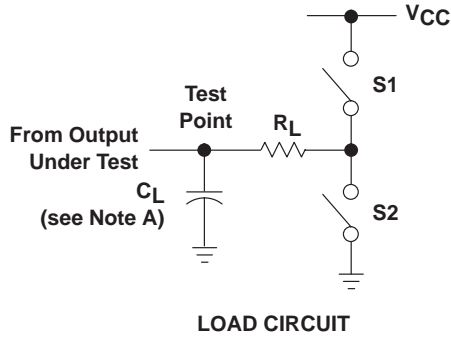 VCC
S1
Test
Point
RL
From Output
Under Test
CL
(see Note A)
S2
LOAD CIRCUIT